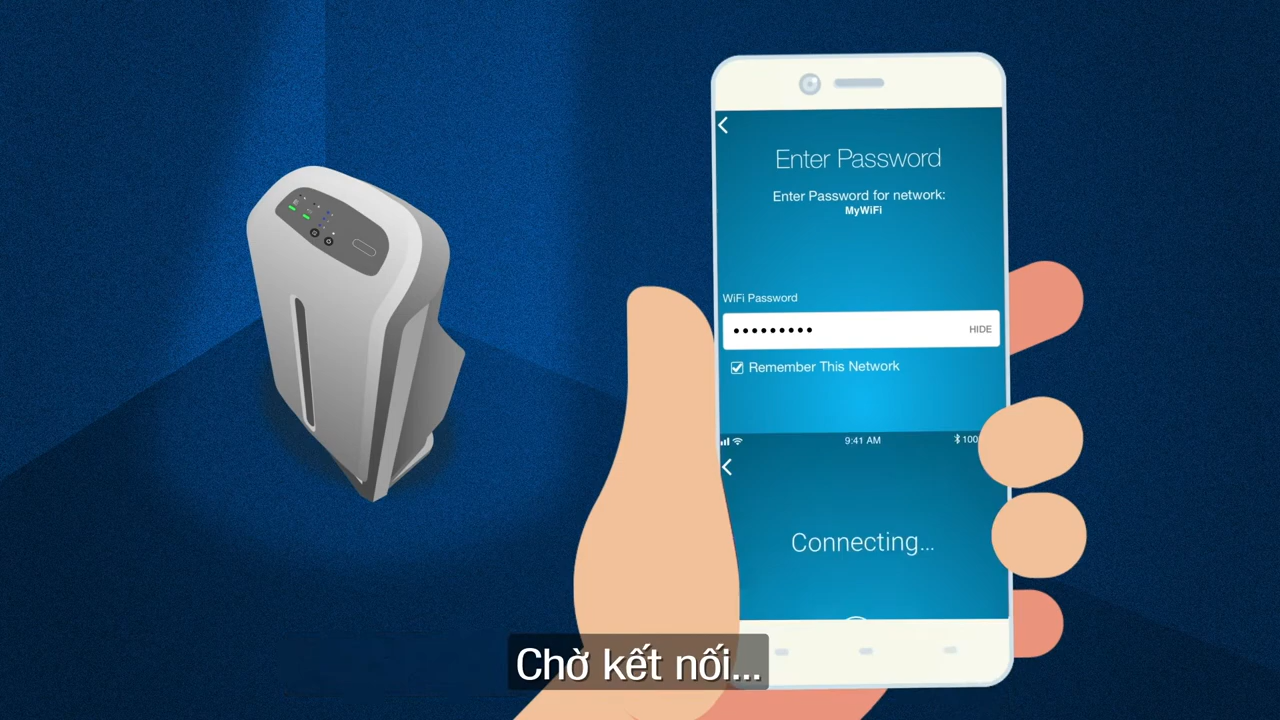 Enter Password
Enter Password for network:
MyWiFi
WiFi Password
HIDE
Remember This Network
9:41 AM
100
Connecting...
Chờ kết nối...